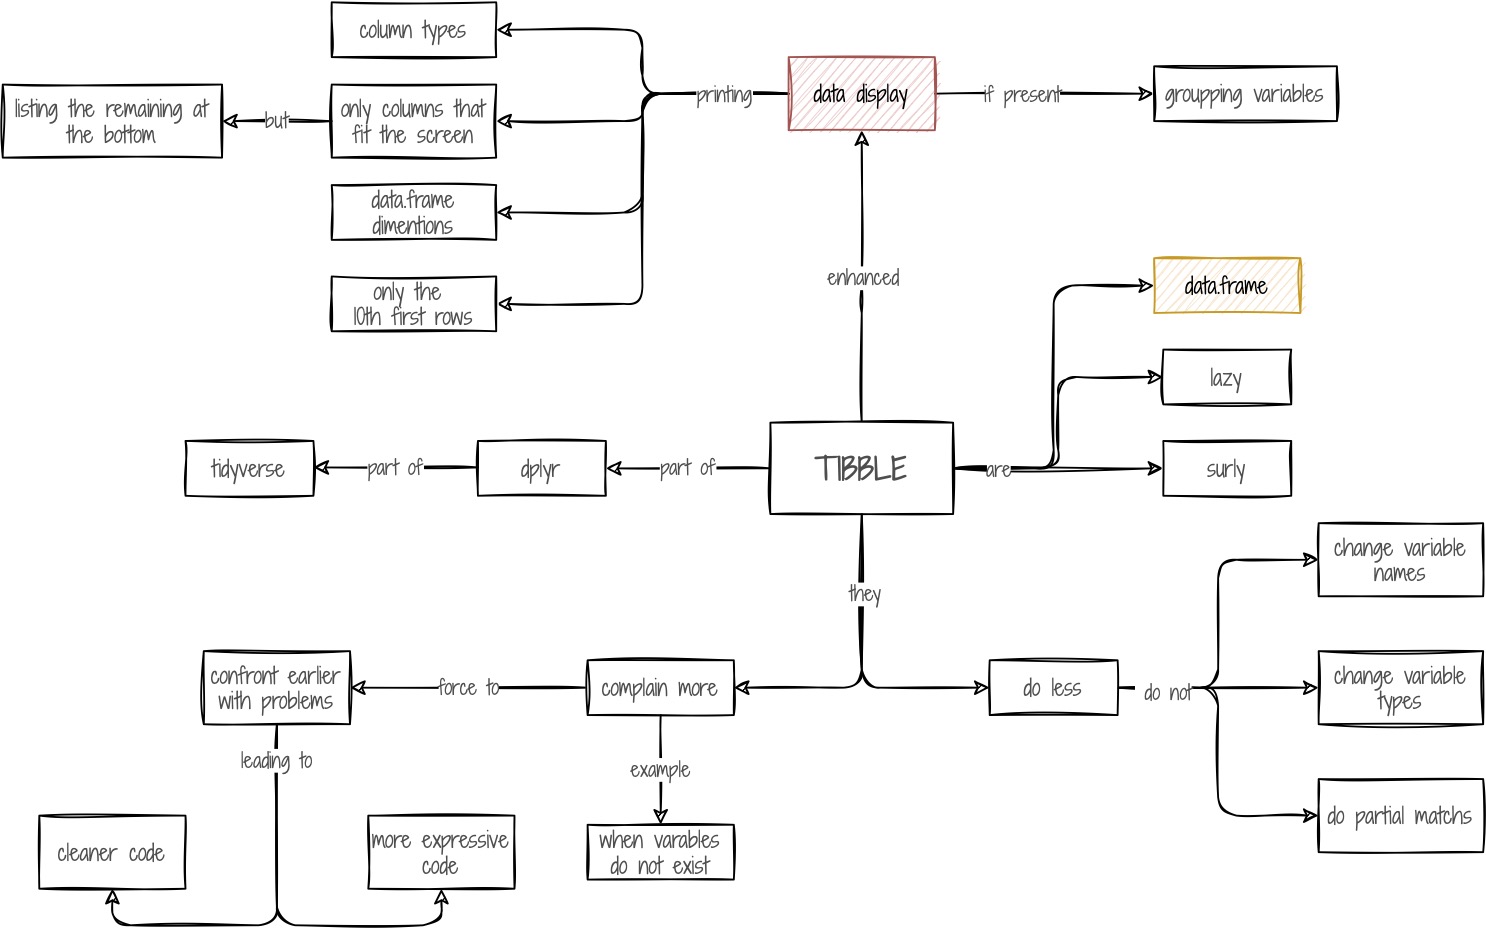 column types
listing the remaining at
the bottom
but
only columns that
fit the screen
printing
data display
if present
groupping variables
data.frame
dimentions
only the
10th first rows
enhanced
data.frame
lazy
tidyverse
part of
dplyr
part of
TIBBLE
are
surly
they
change variable
names
confront earlier
with problems
force to
complain more
do less
do not
change variable
types
leading to
example
cleaner code
more expressive
code
when varables
do not exist
do partial matchs